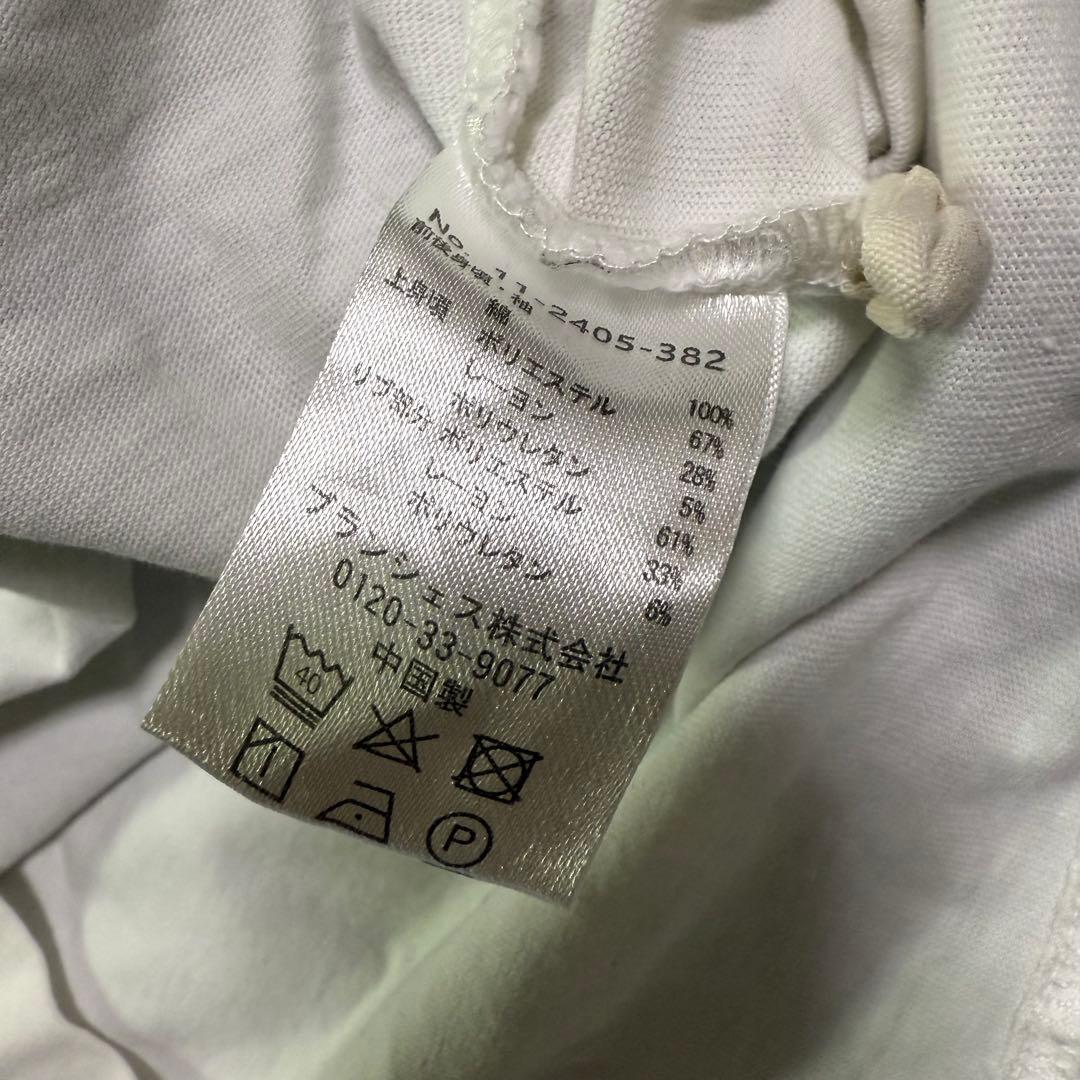 No. 11-2405-382
前後身頃・袖 綿 100%
上身頃 ポリエステル 67%
レーヨン 28%
ポリウレタン 5%
リブ部分 ポリエステル 61%
レーヨン 33%
ポリウレタン 6%
ブランシェス株式会社
0120-33-9077
中国製
40
P